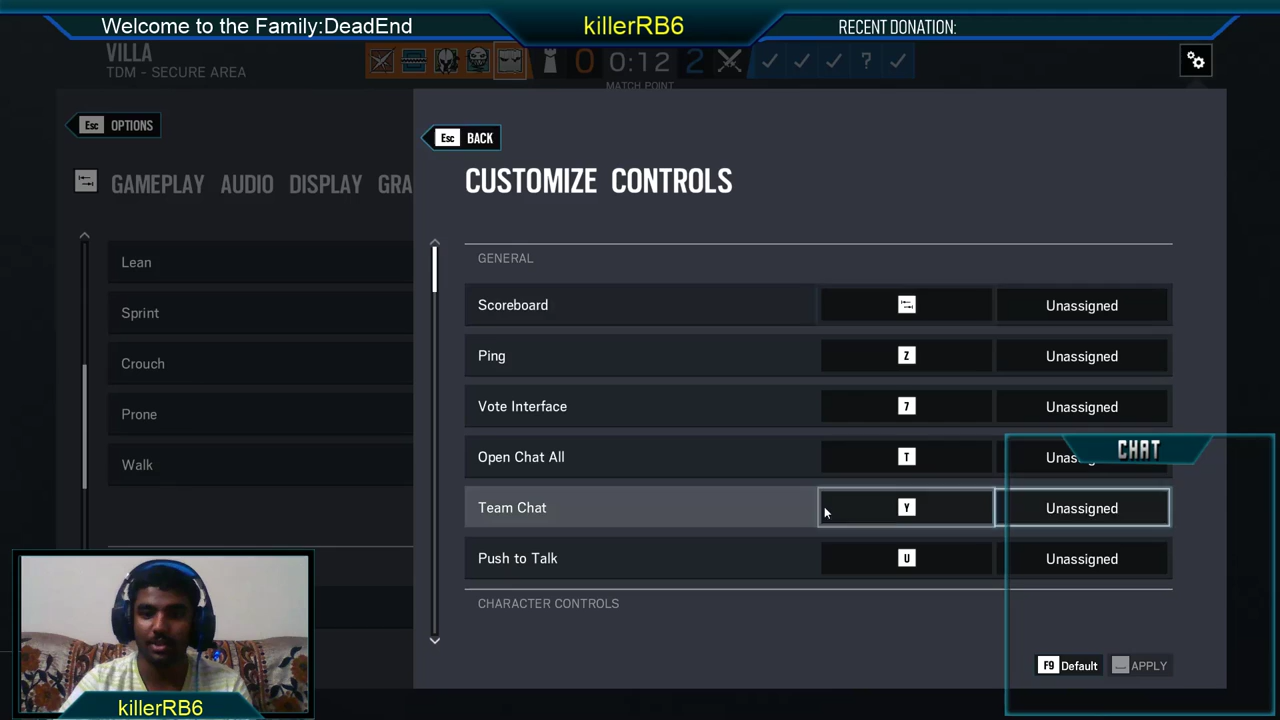 Welcome to the Family:DeadEnd
killerRB6
RECENT DONATION:
VILLA
TDM - SECURE AREA
0 0:12 2
MATCH POINT
?
Esc OPTIONS
Esc BACK
GAMEPLAY AUDIO DISPLAY GRA
CUSTOMIZE CONTROLS
GENERAL
Lean
Sprint
Crouch
Prone
Walk
Scoreboard Unassigned
Ping Z Unassigned
Vote Interface 7 Unassigned
Open Chat All T Unas
CHAT
Team Chat Y Unassigned
Push to Talk U Unassigned
CHARACTER CONTROLS
F9 Default APPLY
killerRB6